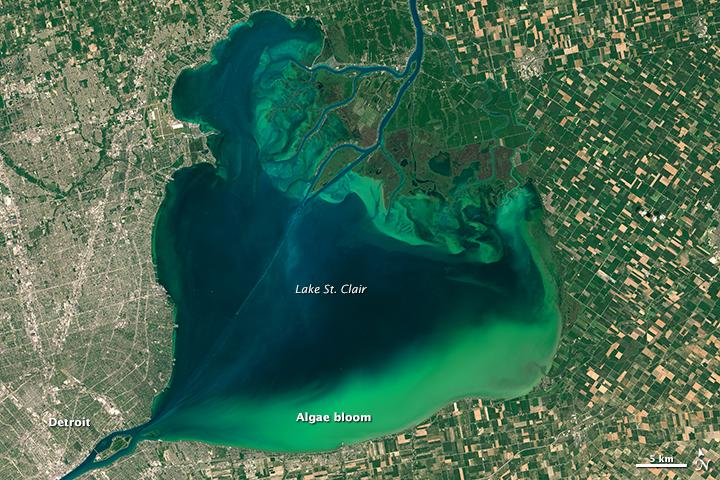 Lake St. Clair
Algae bloom
Detroit
5 km
N